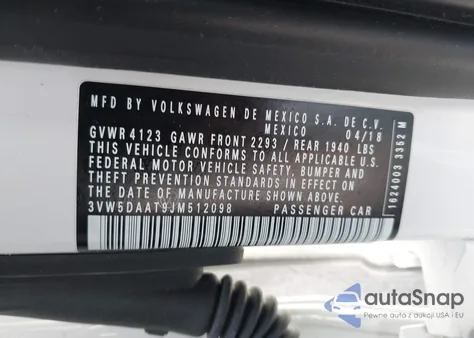 MFD BY VOLKSWAGEN DE MEXICO S.A. DE C.V.
MEXICO 04/18
GVWR 4123 GAWR FRONT 2293 / REAR 1940 LBS
THIS VEHICLE CONFORMS TO ALL APPLICABLE
FEDERAL MOTOR VEHICLE SAFETY, BUMPER AND
THEFT PREVENTION STANDARDS IN EFFECT ON THE
DATE OF MANUFACTURE SHOWN ABOVE.
3VW5DAAT9JM512098 PASSENGER CAR
1624003 3352 M
autoSnap
Pewne auta z aukcji USA i EU